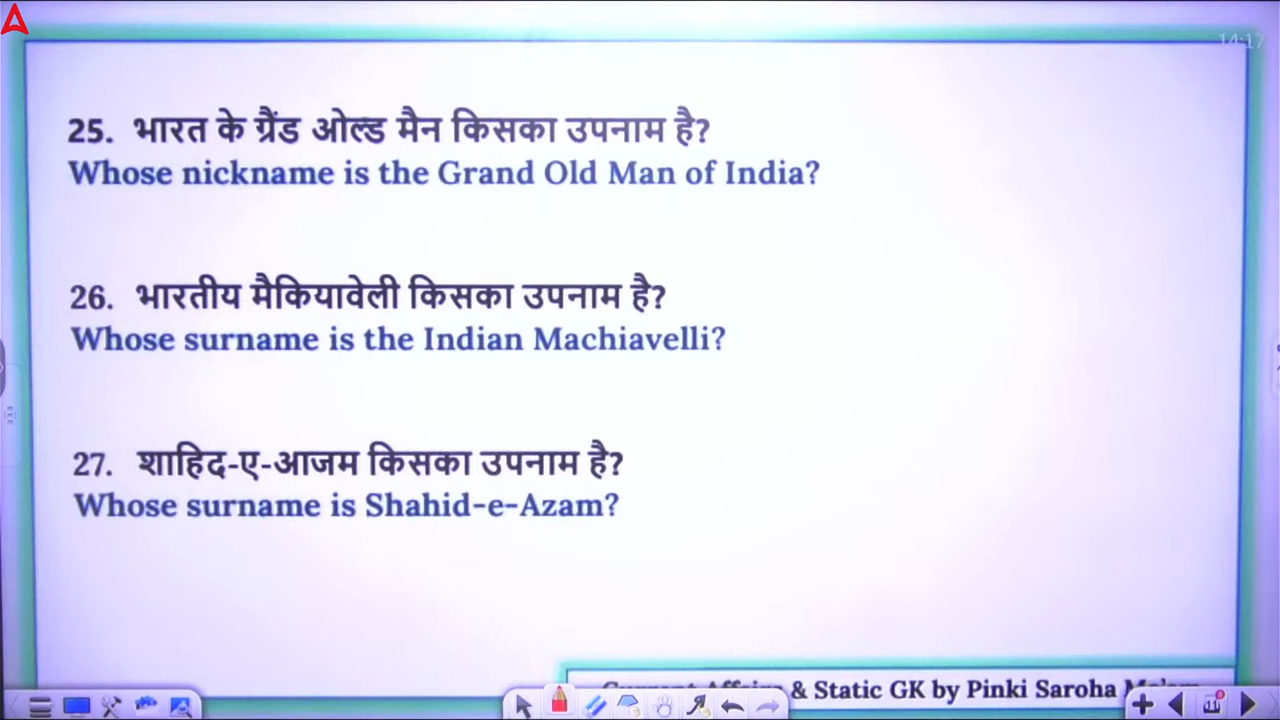 14:17
25. भारत के ग्रैंड ओल्ड मैन किसका उपनाम है?
Whose nickname is the Grand Old Man of India?
26. भारतीय मैकियावेली किसका उपनाम है?
Whose surname is the Indian Machiavelli?
27. शाहिद-ए-आजम किसका उपनाम है?
Whose surname is Shahid-e-Azam?
& Static GK by Pinki Saroha